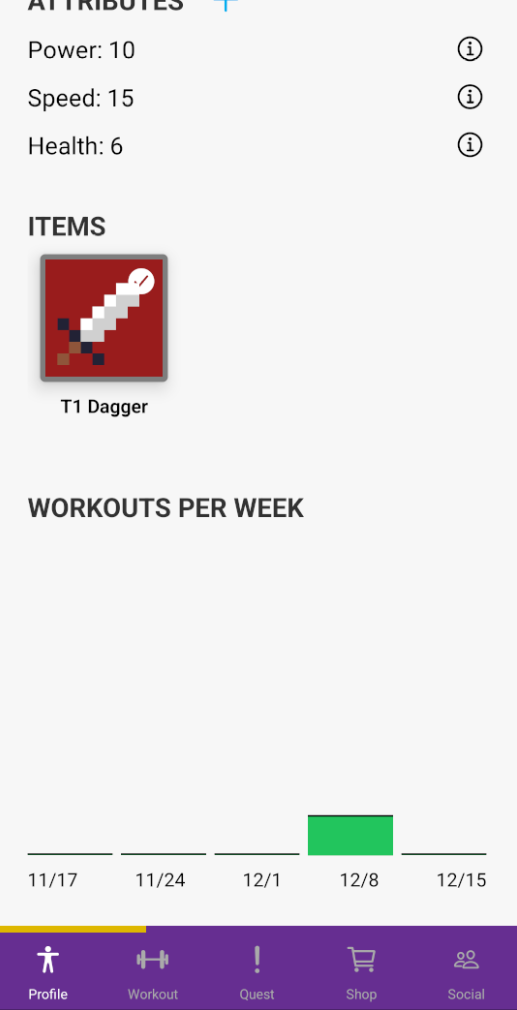 ATTRIBUTES +
Power: 10
Speed: 15
Health: 6
ITEMS
T1 Dagger
WORKOUTS PER WEEK
11/17 11/24 12/1 12/8 12/15
Profile Workout Quest Shop Social